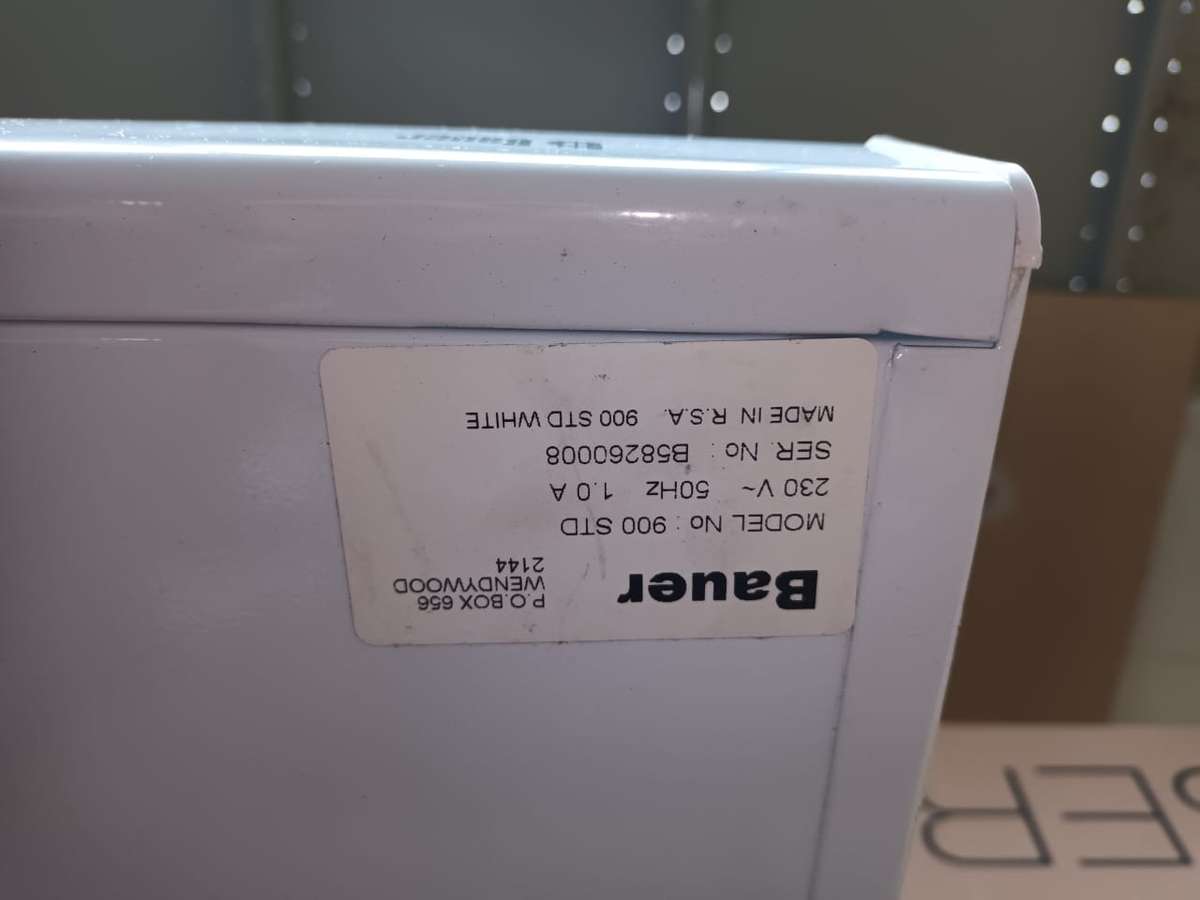 Bauer
P.O.BOX 656
WENDYWOOD
2144
MODEL No : 900 STD
230 V~ 50Hz 1.0 A
SER. No : B58260008
MADE IN R.S.A. 900 STD WHITE